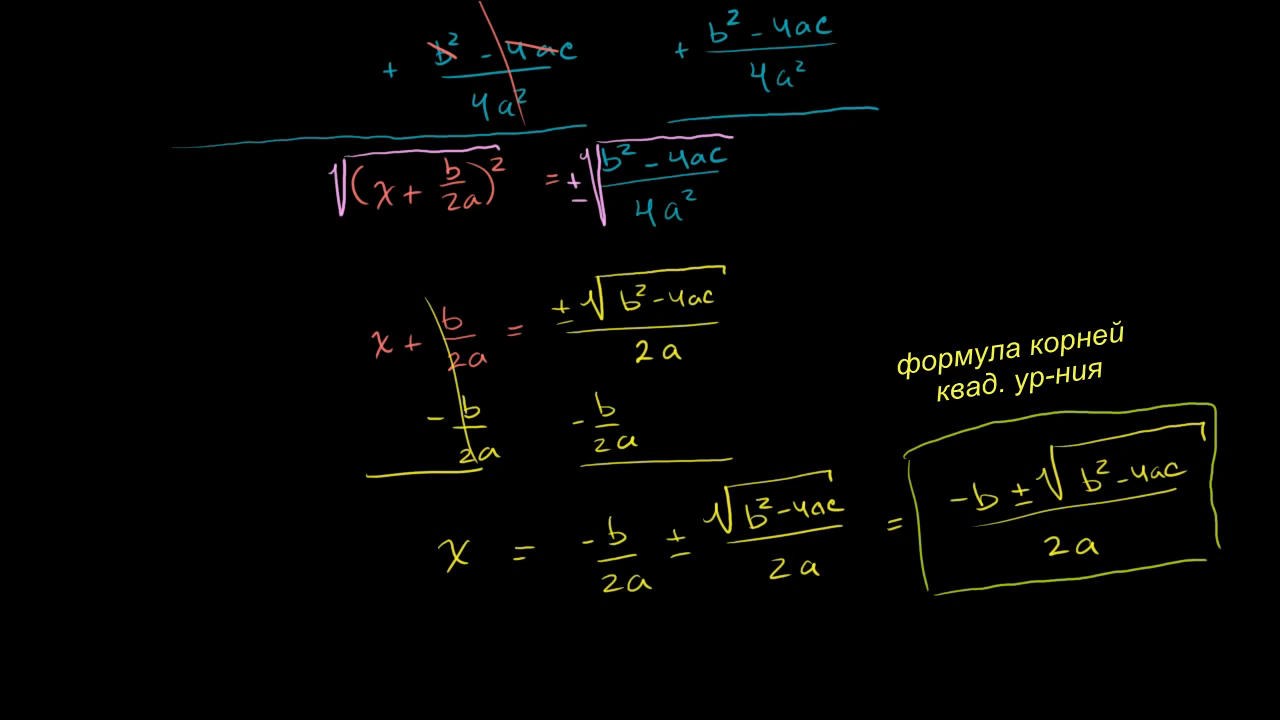 + (b² - 4ac)/(4a²) + (b² - 4ac)/(4a²)
√((x + b/2a)²) = ±√((b² - 4ac)/(4a²))
x + b/2a = (±√(b² - 4ac))/(2a)
формула корней
квад. ур-ния
- b/2a - b/2a
x = -b/2a ± √(b² - 4ac)/(2a) = (-b ± √(b² - 4ac))/(2a)